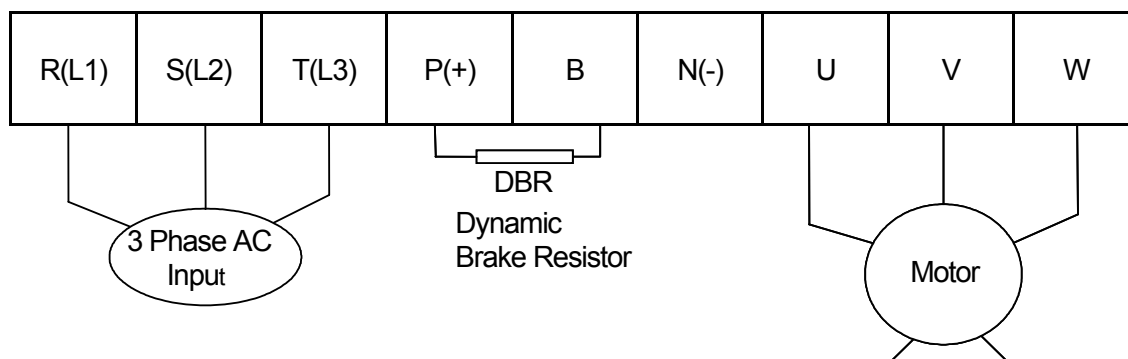 R(L1) S(L2) T(L3) P(+) B N(-) U V W
DBR
Dynamic
Brake Resistor
3 Phase AC
Input
Motor